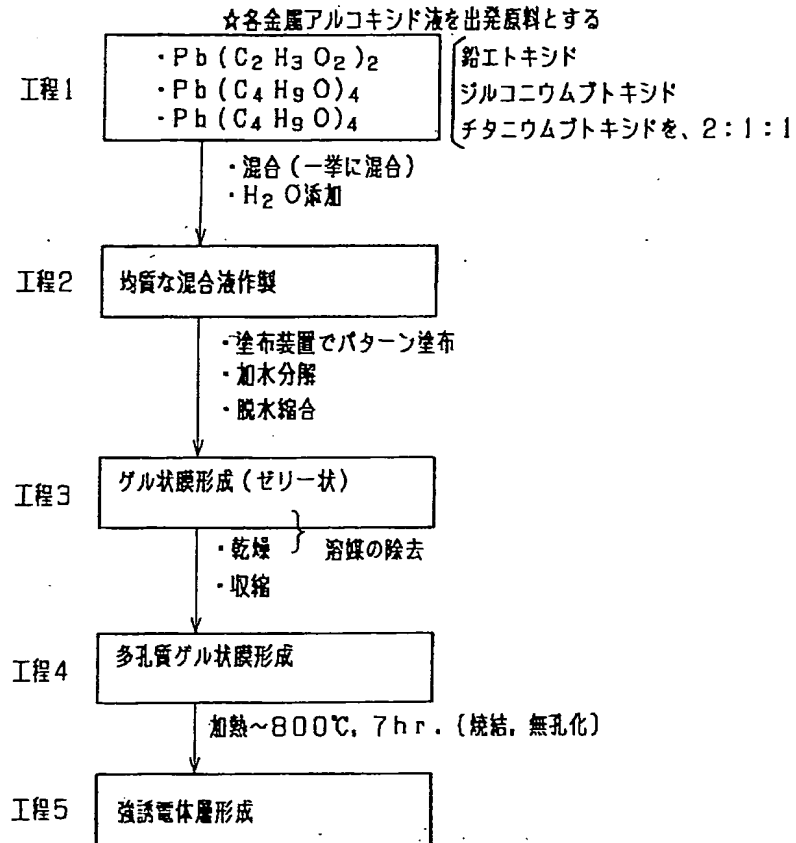 ☆各金属アルコキシド液を出発原料とする
工程1
・Pb(C2H3O2)2
・Pb(C4H9O)4
・Pb(C4H9O)4
鉛エトキシド
ジルコニウムブトキシド
チタニウムブトキシドを、2:1:1
・混合(一挙に混合)
・H2O添加
工程2
均質な混合液作製
・塗布装置でパターン塗布
・加水分解
・脱水縮合
工程3
ゲル状膜形成(ゼリー状)
・乾燥
・収縮
溶媒の除去
工程4
多孔質ゲル状膜形成
加熱~800℃, 7hr. {焼結, 無孔化}
工程5
強誘電体層形成